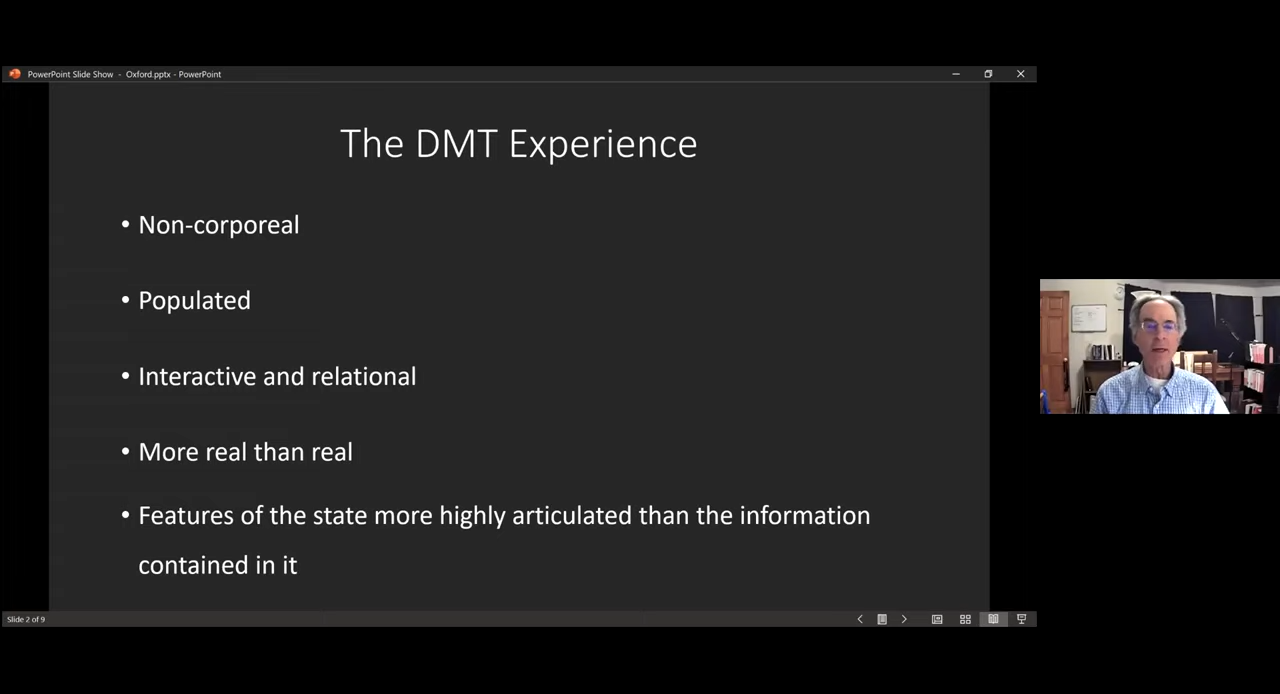 PowerPoint Slide Show - Oxford.pptx - PowerPoint
The DMT Experience
• Non-corporeal
• Populated
• Interactive and relational
• More real than real
• Features of the state more highly articulated than the information
contained in it
Slide 2 of 9